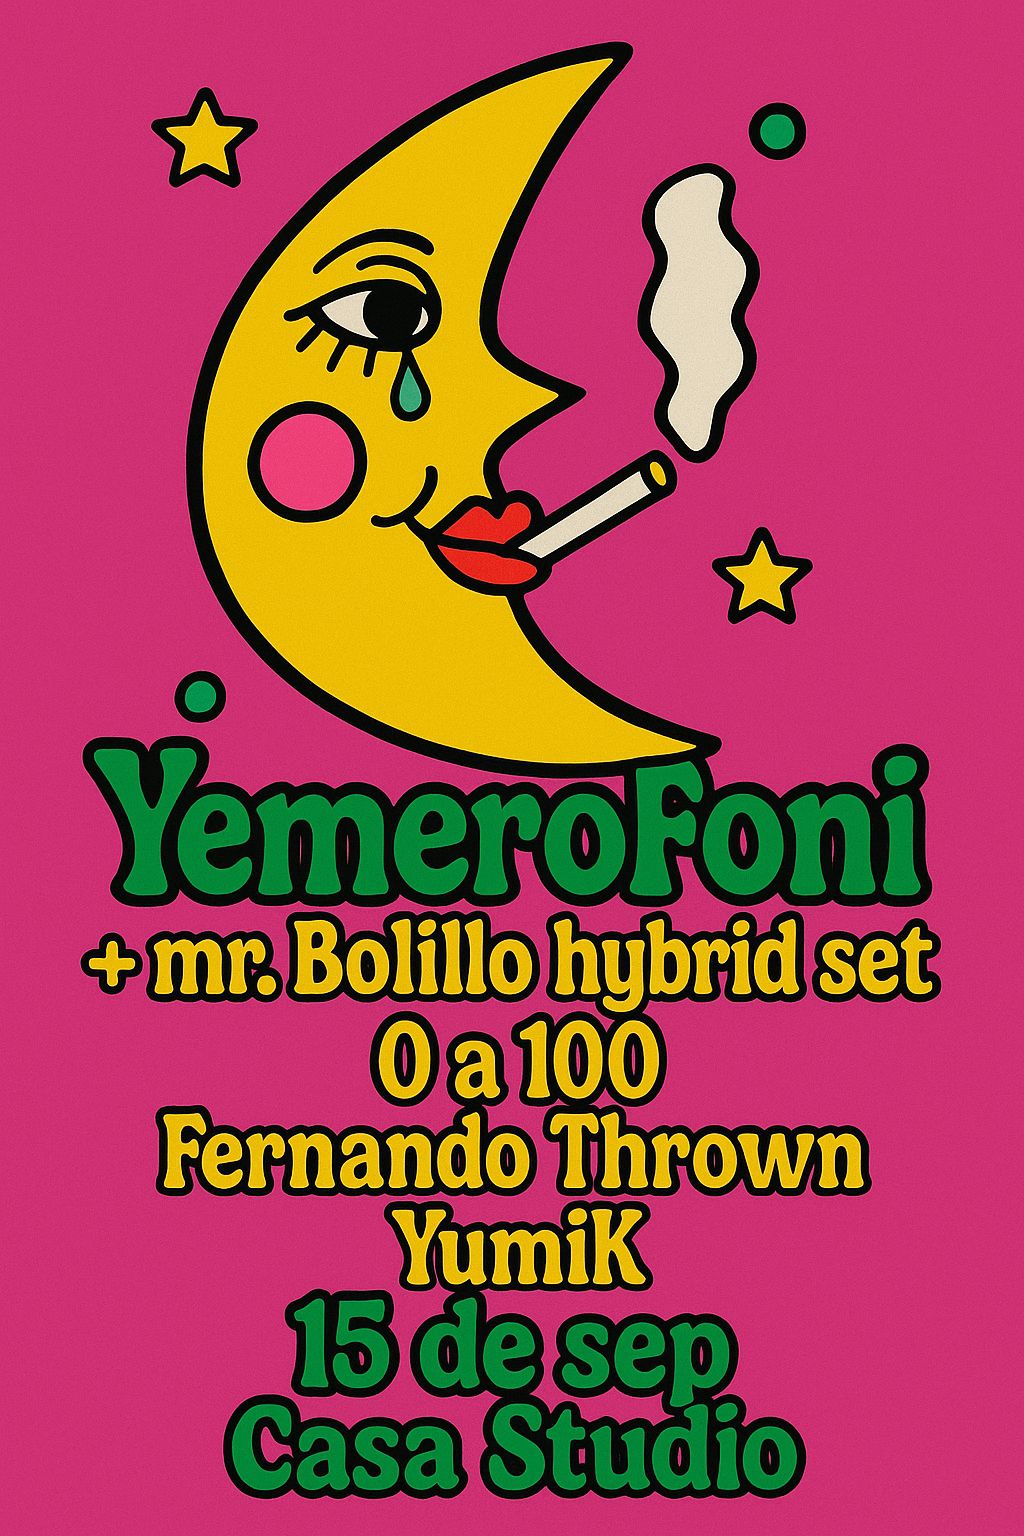 YemeroFoni
+ mr. Bolillo hybrid set
0 a 100
Fernando Thrown
YumiK
15 de sep
Casa Studio